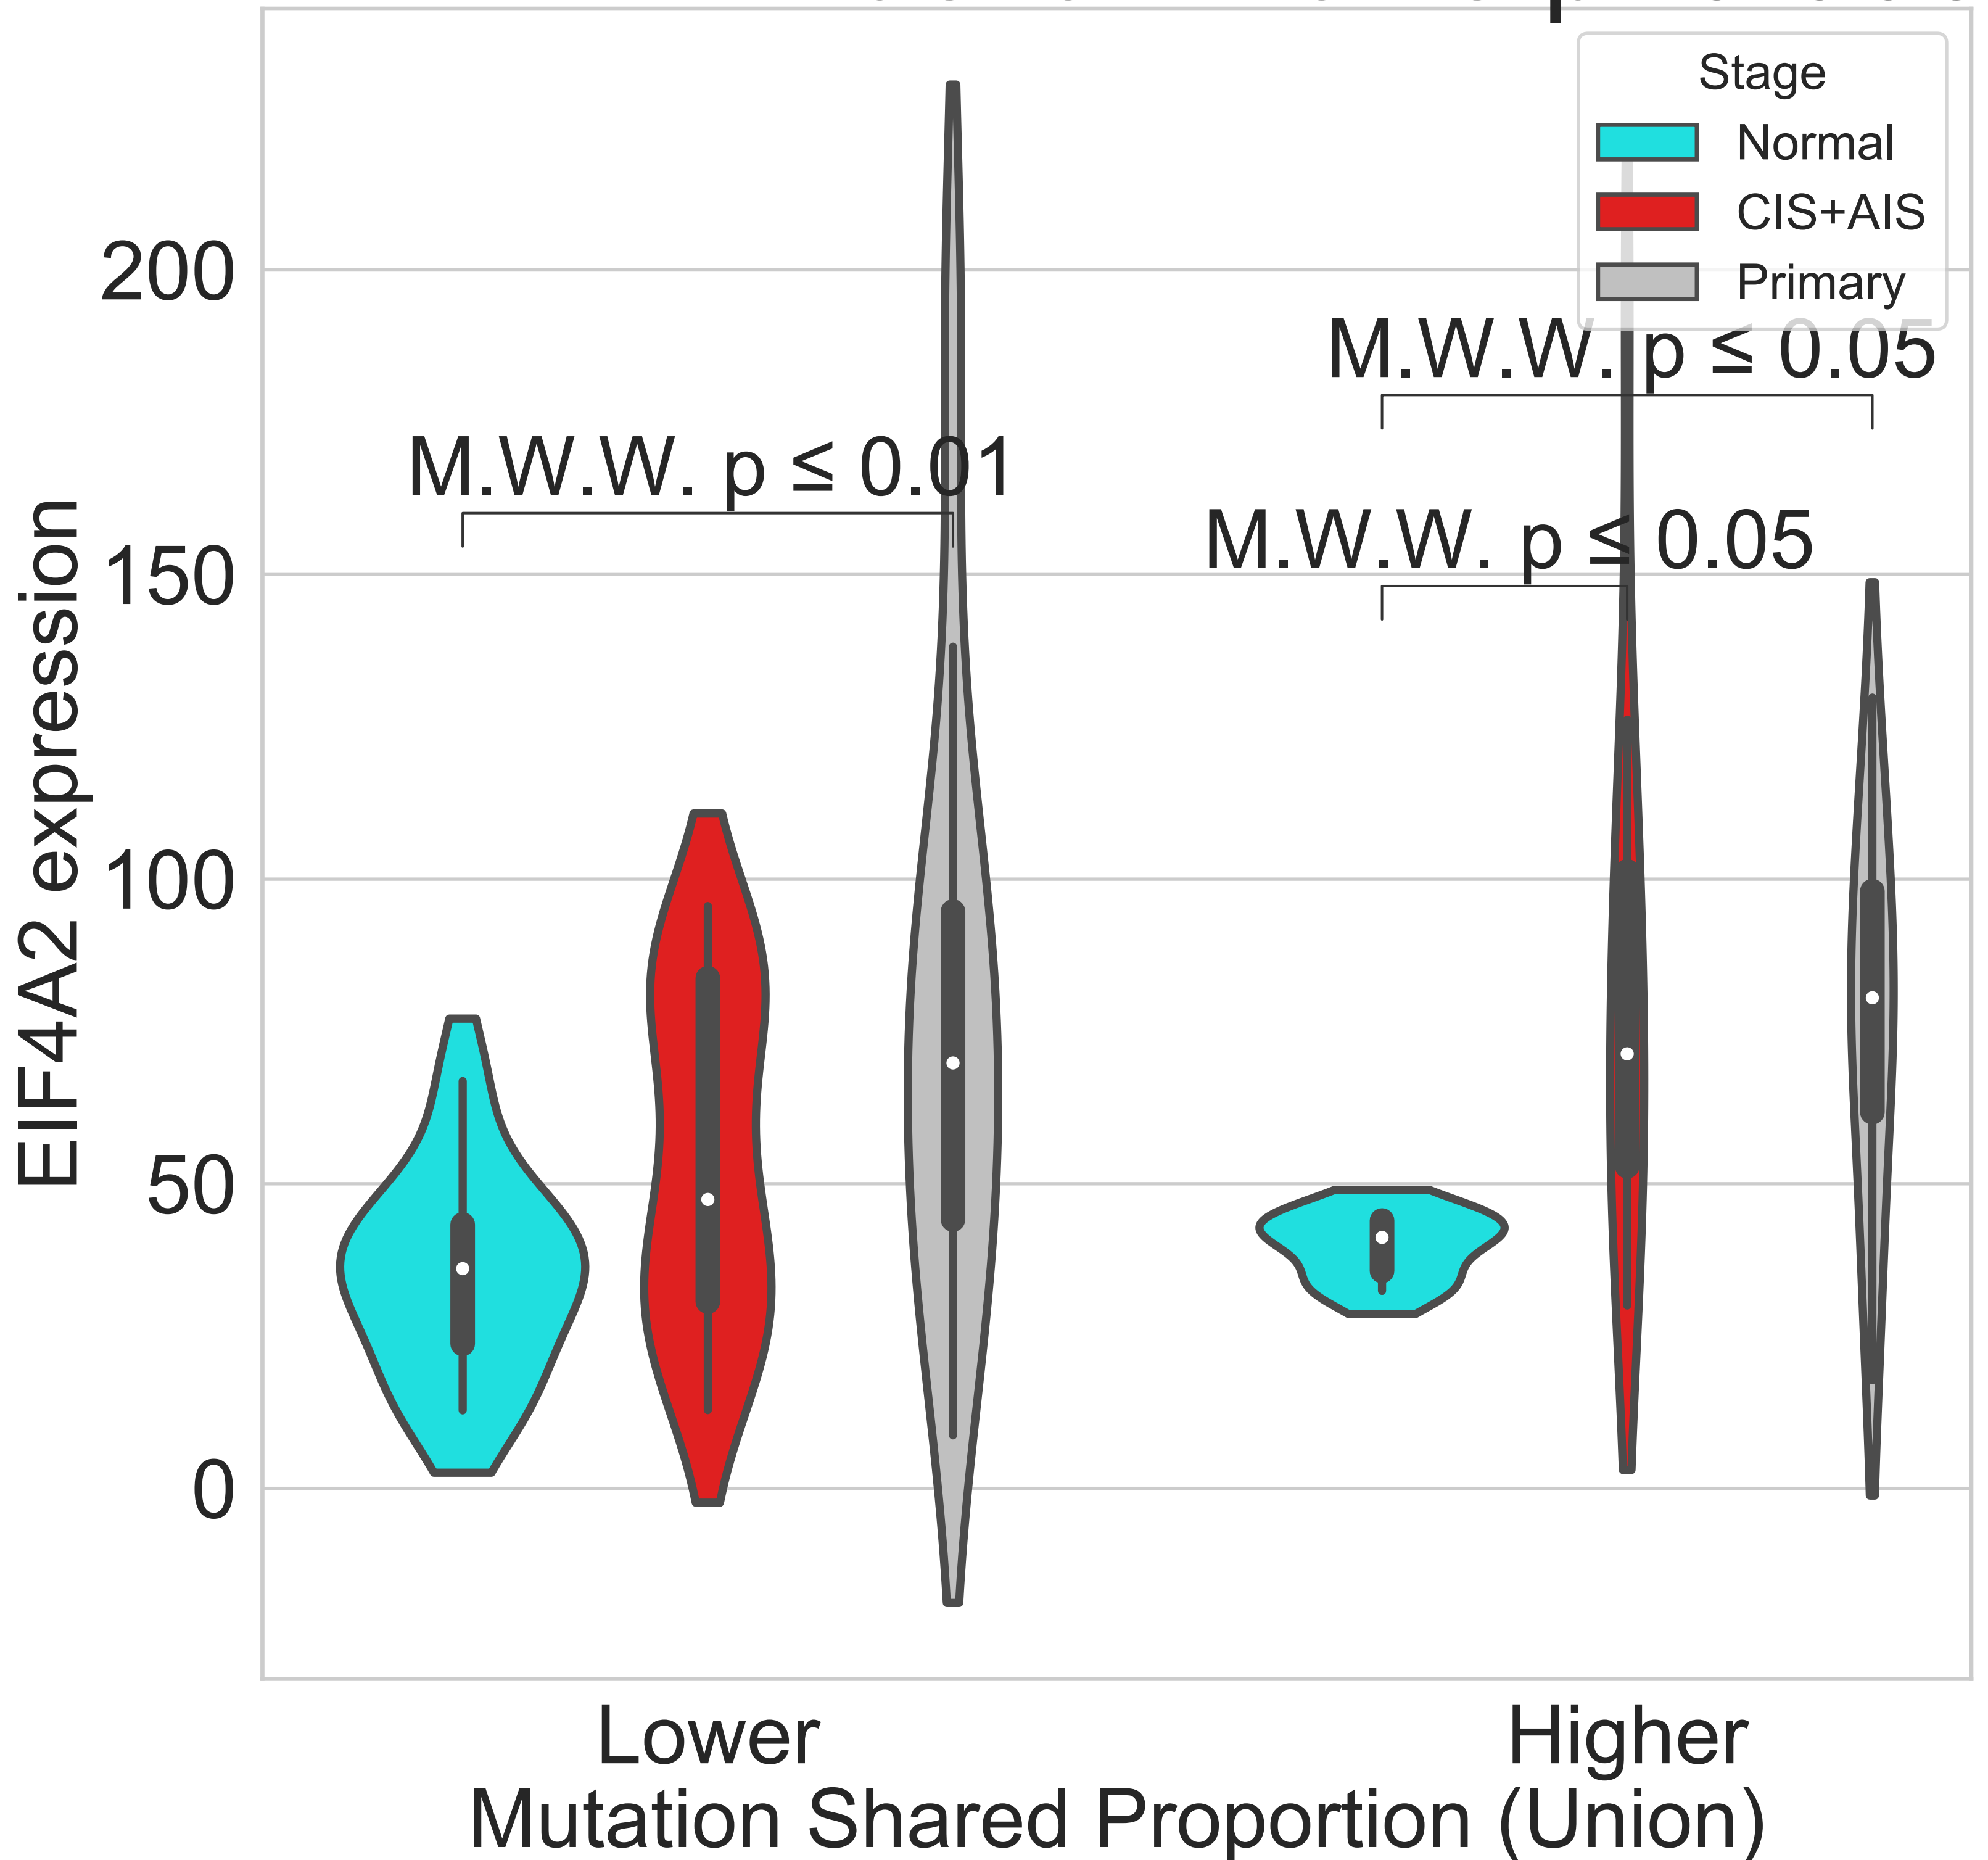 Stage
Normal
CIS+AIS
Primary
200
M.W.W. p ≤ 0.05
M.W.W. p ≤ 0.01
M.W.W. p ≤ 0.05
150
100
50
0
EIF4A2 expression
Lower
Higher
Mutation Shared Proportion (Union)